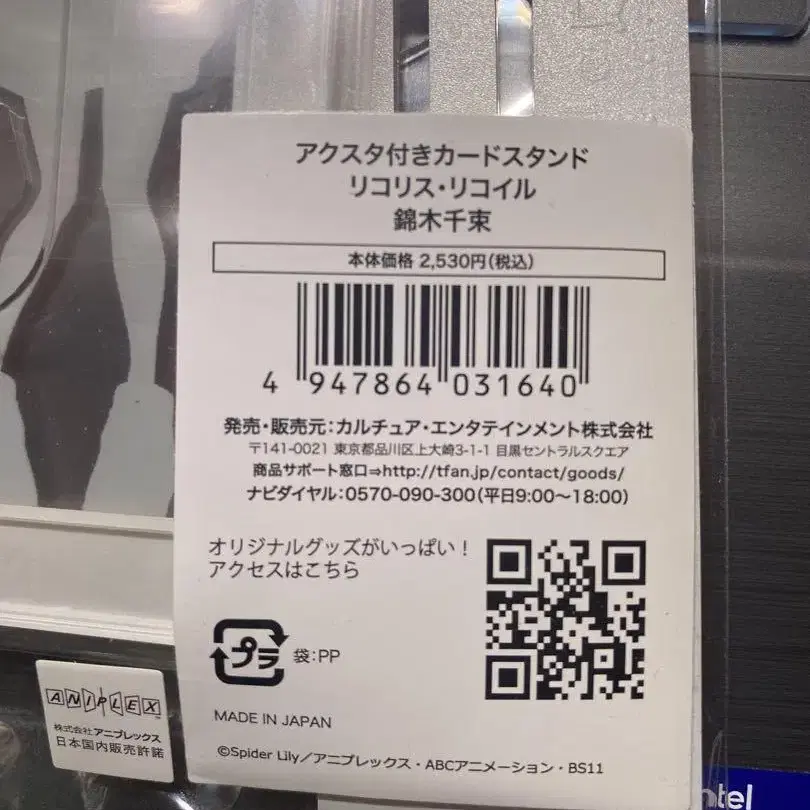 アクスタ付きカードスタンド
リコリス・リコイル
錦木千束
本体価格 2,530円(税込)
4 947864 031640
発売・販売元:カルチュア・エンタテインメント株式会社
〒141-0021 東京都品川区上大崎3-1-1 目黒セントラルスクエア
商品サポート窓口⇒http://tfan.jp/contact/goods/
ナビダイヤル:0570-090-300(平日9:00～18:00)
オリジナルグッズがいっぱい!
アクセスはこちら
プラ 袋:PP
MADE IN JAPAN
©Spider Lily／アニプレックス・ABCアニメーション・BS11
ANIPLEX
株式会社アニプレックス
日本国内販売許諾